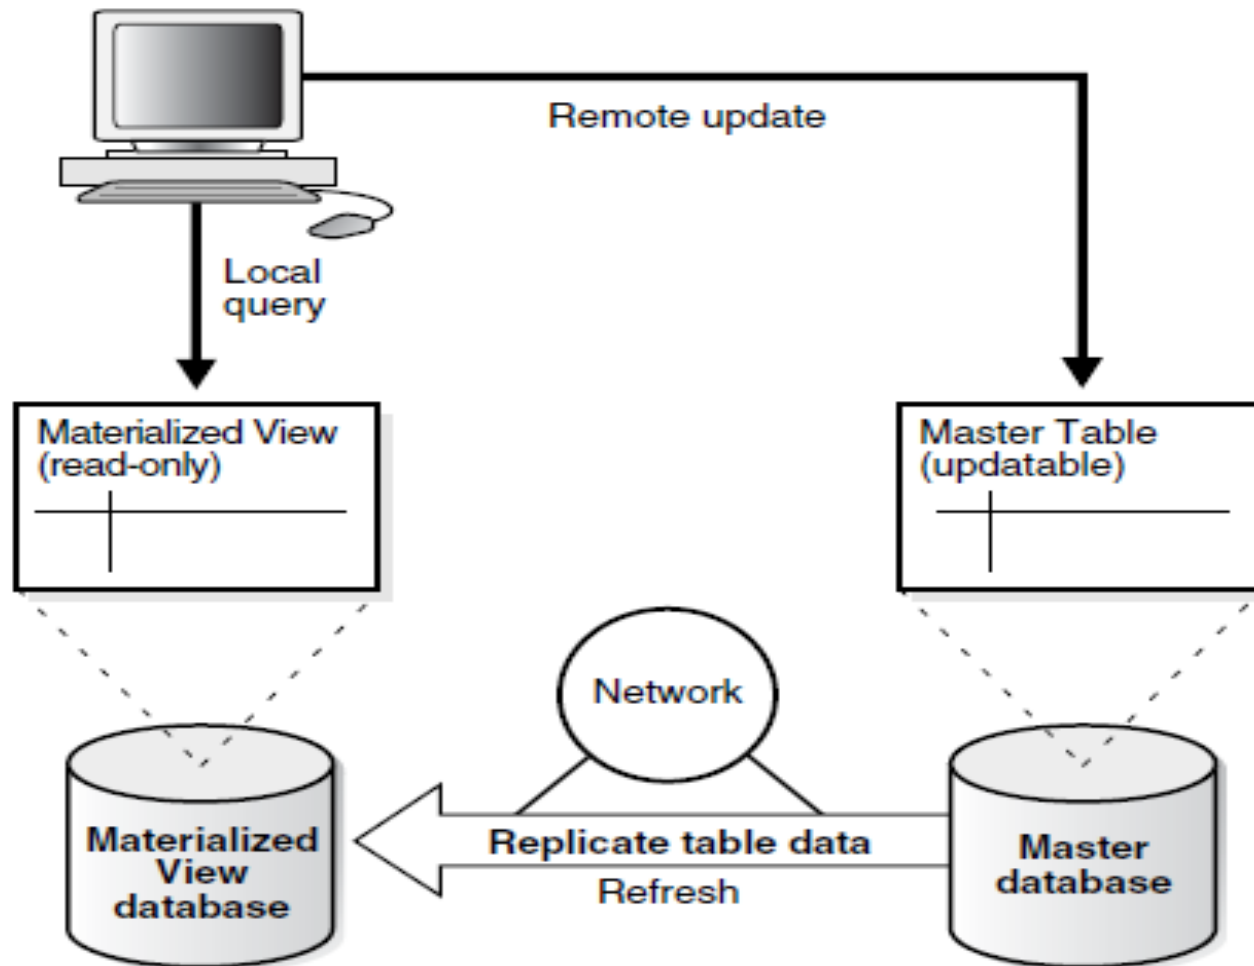 Remote update
Local
query
Materialized View
(read-only)
Master Table
(updatable)
Network
Replicate table data
Refresh
Materialized
View
database
Master
database